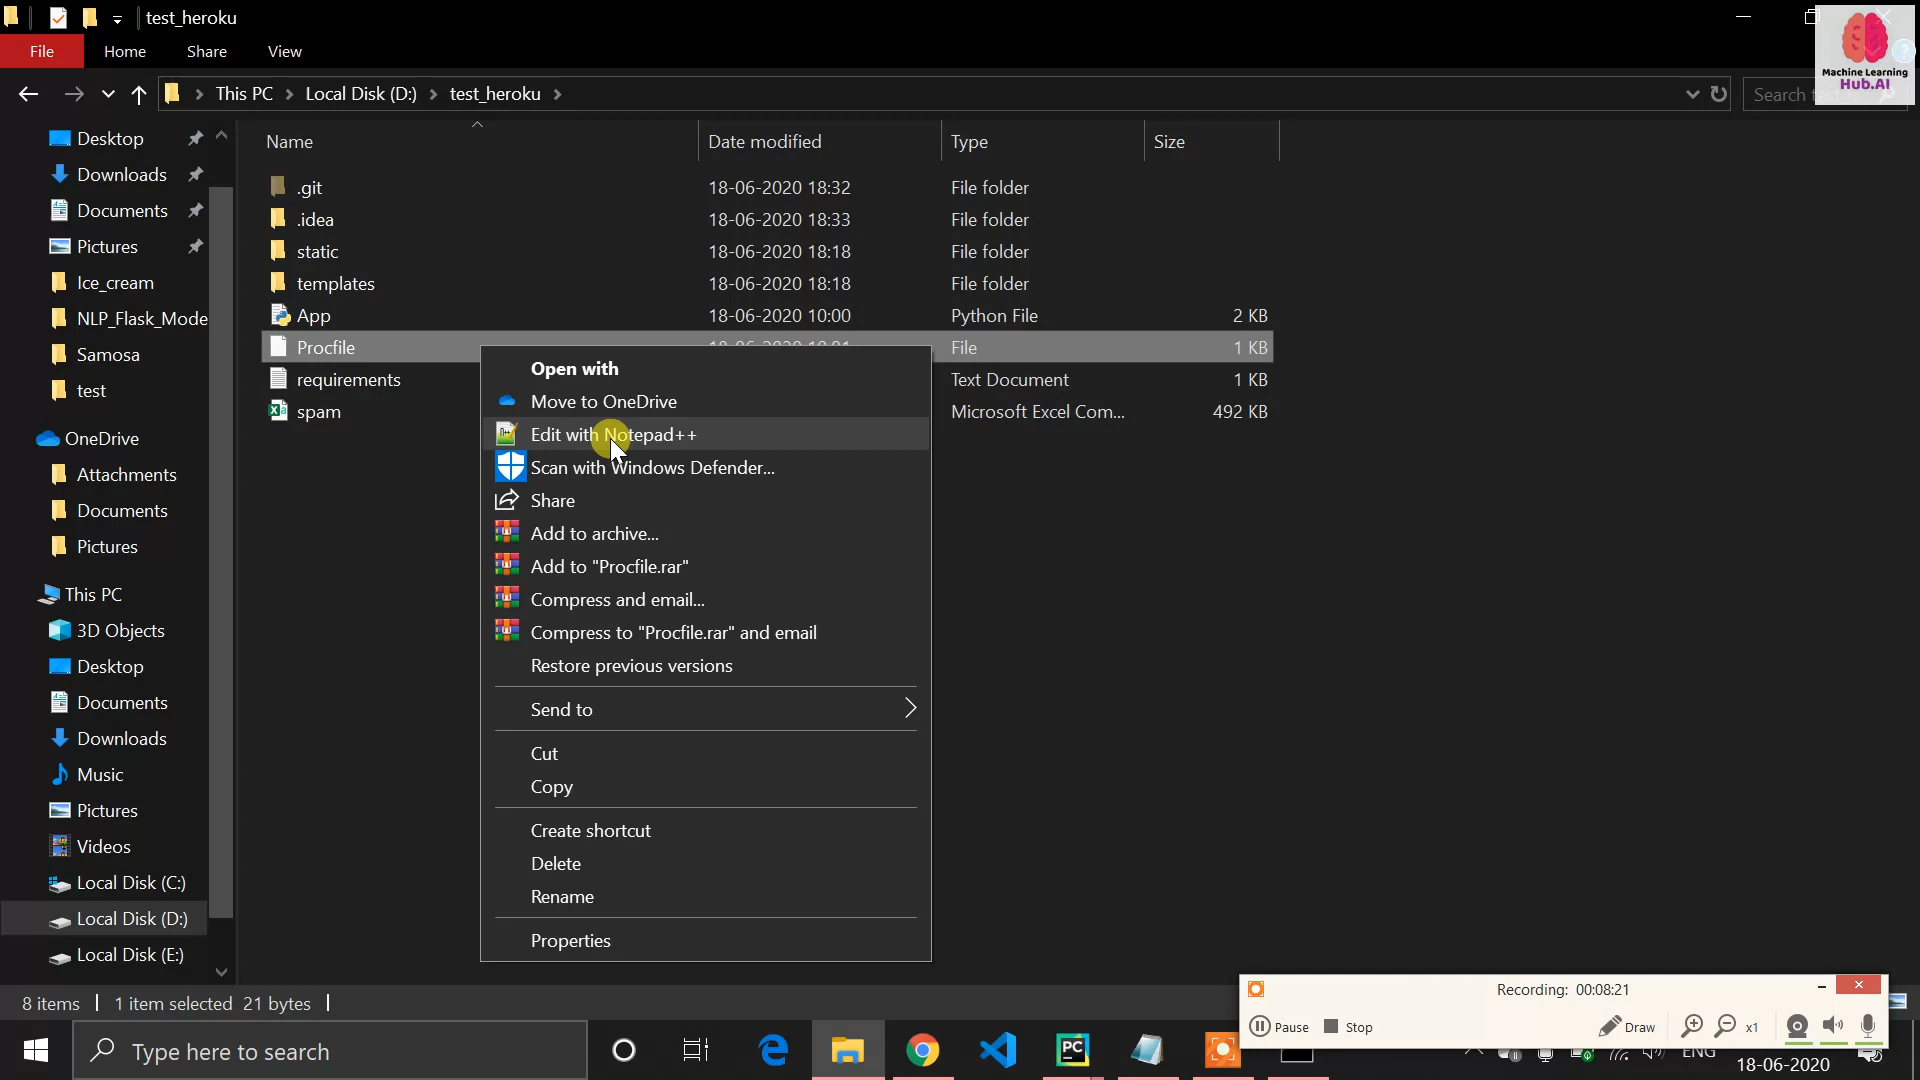 test_heroku
File
Home
Share
View
Machine Learning
Hub.AI
This PC
Local Disk (D:)
test_heroku
Search
Desktop
Downloads
Documents
Pictures
Ice_cream
NLP_Flask_Mode
Samosa
test
OneDrive
Attachments
Documents
Pictures
This PC
3D Objects
Desktop
Documents
Downloads
Music
Pictures
Videos
Local Disk (C:)
Local Disk (D:)
Local Disk (E:)
Name Date modified Type Size
.git 18-06-2020 18:32 File folder
.idea 18-06-2020 18:33 File folder
static 18-06-2020 18:18 File folder
templates 18-06-2020 18:18 File folder
App 18-06-2020 10:00 Python File 2 KB
Procfile File 1 KB
requirements Text Document 1 KB
spam Microsoft Excel Com... 492 KB
Open with
Move to OneDrive
Edit with Notepad++
Scan with Windows Defender...
Share
Add to archive...
Add to "Procfile.rar"
Compress and email...
Compress to "Procfile.rar" and email
Restore previous versions
Send to
Cut
Copy
Create shortcut
Delete
Rename
Properties
8 items 1 item selected 21 bytes
Recording: 00:08:21
Pause Stop Draw x1
Type here to search
PC
ENG
18-06-2020